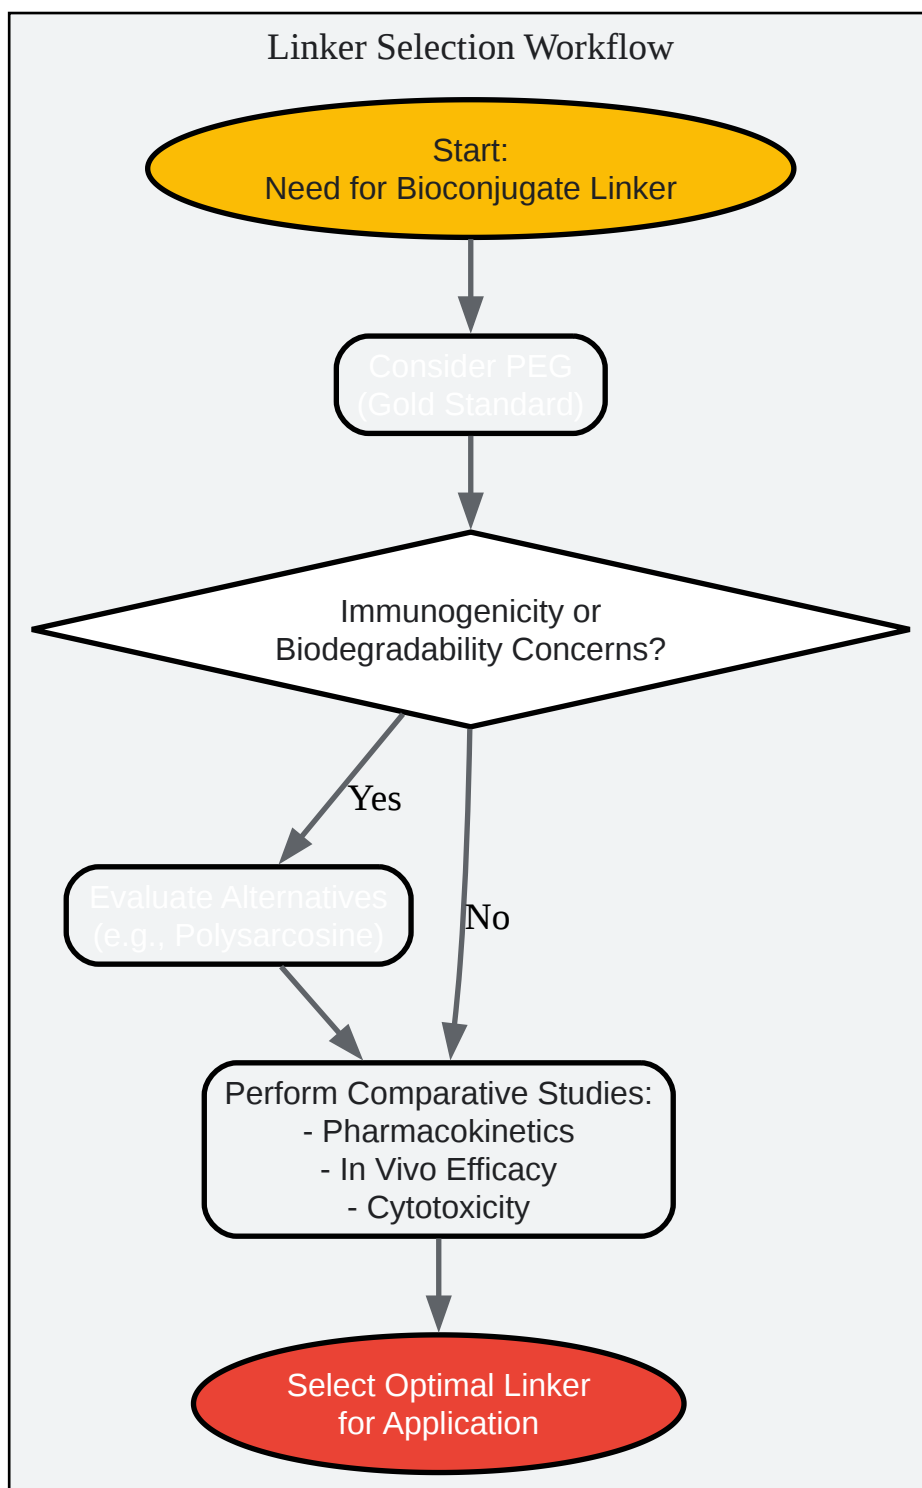 Linker Selection Workflow
Start:
Need for Bioconjugate Linker
Consider PEG
(Gold Standard)
Immunogenicity or
Biodegradability Concerns?
Yes
Evaluate Alternatives
(e.g., Polysarcosine)
No
Perform Comparative Studies:
- Pharmacokinetics
- In Vivo Efficacy
- Cytotoxicity
Select Optimal Linker
for Application